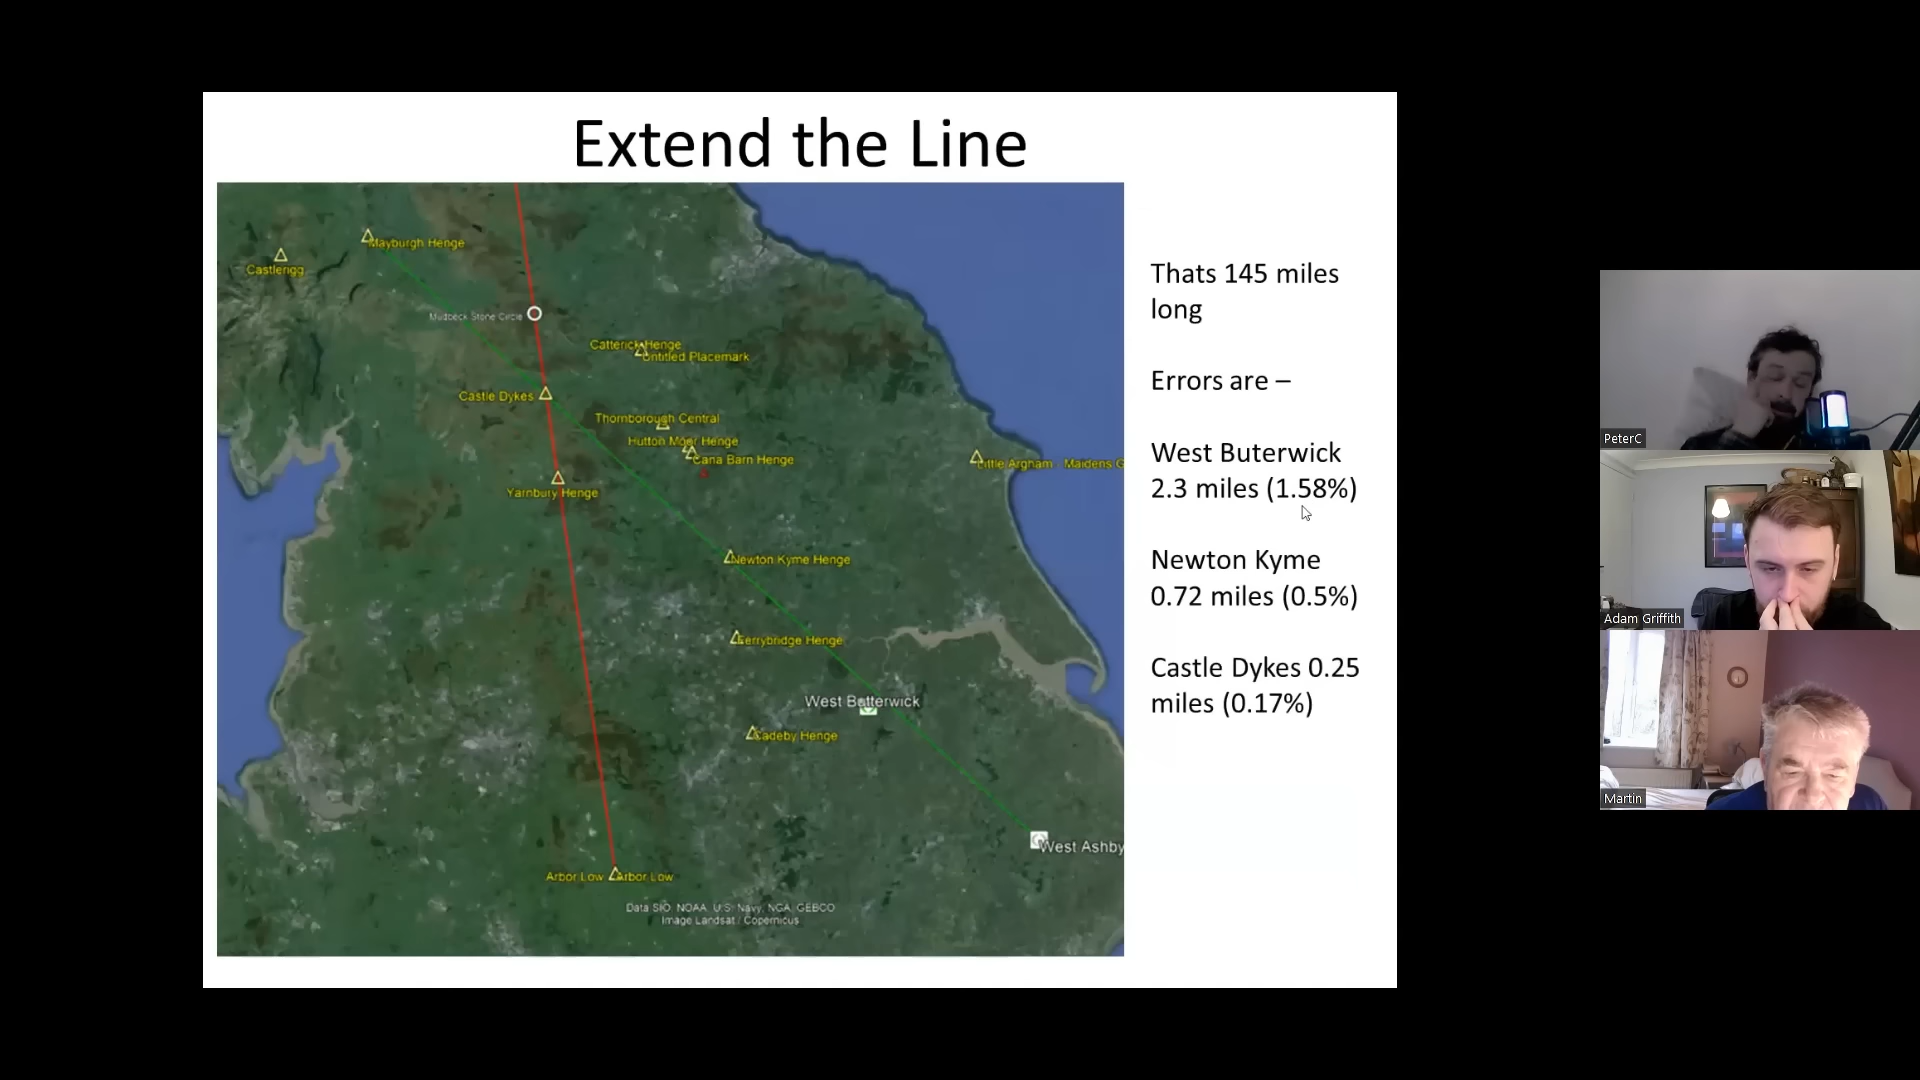 Extend the Line
Mayburgh Henge
Castlerigg
Mudbeck Stone Circle
Catterick Henge
Untitled Placemark
Castle Dykes
Thornborough Central
Hutton Moor Henge
Cana Barn Henge
Little Argham - Maidens G
Yarnbury Henge
Newton Kyme Henge
Ferrybridge Henge
West Butterwick
Cadeby Henge
West Ashby
Arbor Low
Arbor Low
Data SIO, NOAA, U.S. Navy, NGA, GEBCO
Image Landsat / Copernicus
Thats 145 miles
long
Errors are –
West Buterwick
2.3 miles (1.58%)
Newton Kyme
0.72 miles (0.5%)
Castle Dykes 0.25
miles (0.17%)
PeterC
Adam Griffith
Martin